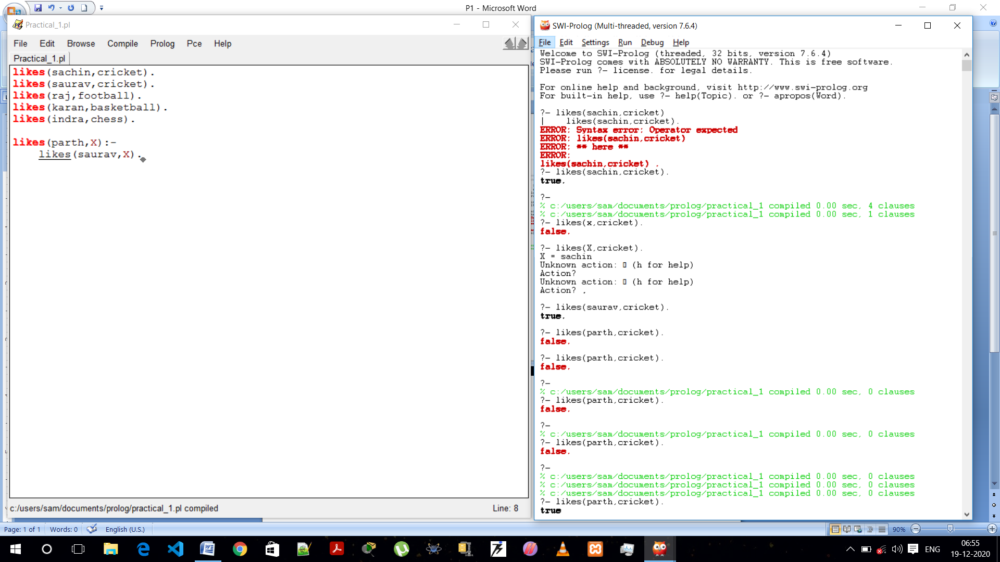 P1 - Microsoft Word
Practical_1.pl
File Edit Browse Compile Prolog Pce Help
Practical_1.pl
likes(sachin,cricket).
likes(saurav,cricket).
likes(raj,football).
likes(karan,basketball).
likes(indra,chess).
likes(parth,X):-
likes(saurav,X).
c:/users/sam/documents/prolog/practical_1.pl compiled
Line: 8
SWI-Prolog (Multi-threaded, version 7.6.4)
File Edit Settings Run Debug Help
Welcome to SWI-Prolog (threaded, 32 bits, version 7.6.4)
SWI-Prolog comes with ABSOLUTELY NO WARRANTY. This is free software.
Please run ?- license. for legal details.
For online help and background, visit http://www.swi-prolog.org
For built-in help, use ?- help(Topic). or ?- apropos(Word).
?- likes(sachin,cricket)
|    likes(sachin,cricket).
ERROR: Syntax error: Operator expected
ERROR: likes(sachin,cricket)
ERROR: ** here **
ERROR:
likes(sachin,cricket) .
?- likes(sachin,cricket).
true.
?-
% c:/users/sam/documents/prolog/practical_1 compiled 0.00 sec, 4 clauses
% c:/users/sam/documents/prolog/practical_1 compiled 0.00 sec, 1 clauses
?- likes(x,cricket).
false.
?- likes(X,cricket).
X = sachin
Unknown action: (h for help)
Action?
Unknown action: (h for help)
Action? .
?- likes(saurav,cricket).
true.
?- likes(parth,cricket).
false.
?- likes(parth,cricket).
false.
?-
% c:/users/sam/documents/prolog/practical_1 compiled 0.00 sec, 0 clauses
?- likes(parth,cricket).
false.
?-
% c:/users/sam/documents/prolog/practical_1 compiled 0.00 sec, 0 clauses
?- likes(parth,cricket).
false.
?-
% c:/users/sam/documents/prolog/practical_1 compiled 0.00 sec, 0 clauses
% c:/users/sam/documents/prolog/practical_1 compiled 0.00 sec, 0 clauses
% c:/users/sam/documents/prolog/practical_1 compiled 0.00 sec, 0 clauses
?- likes(parth,cricket).
true
Page: 1 of 1 Words: 0 English (U.S.) 90%
ENG
06:55
19-12-2020